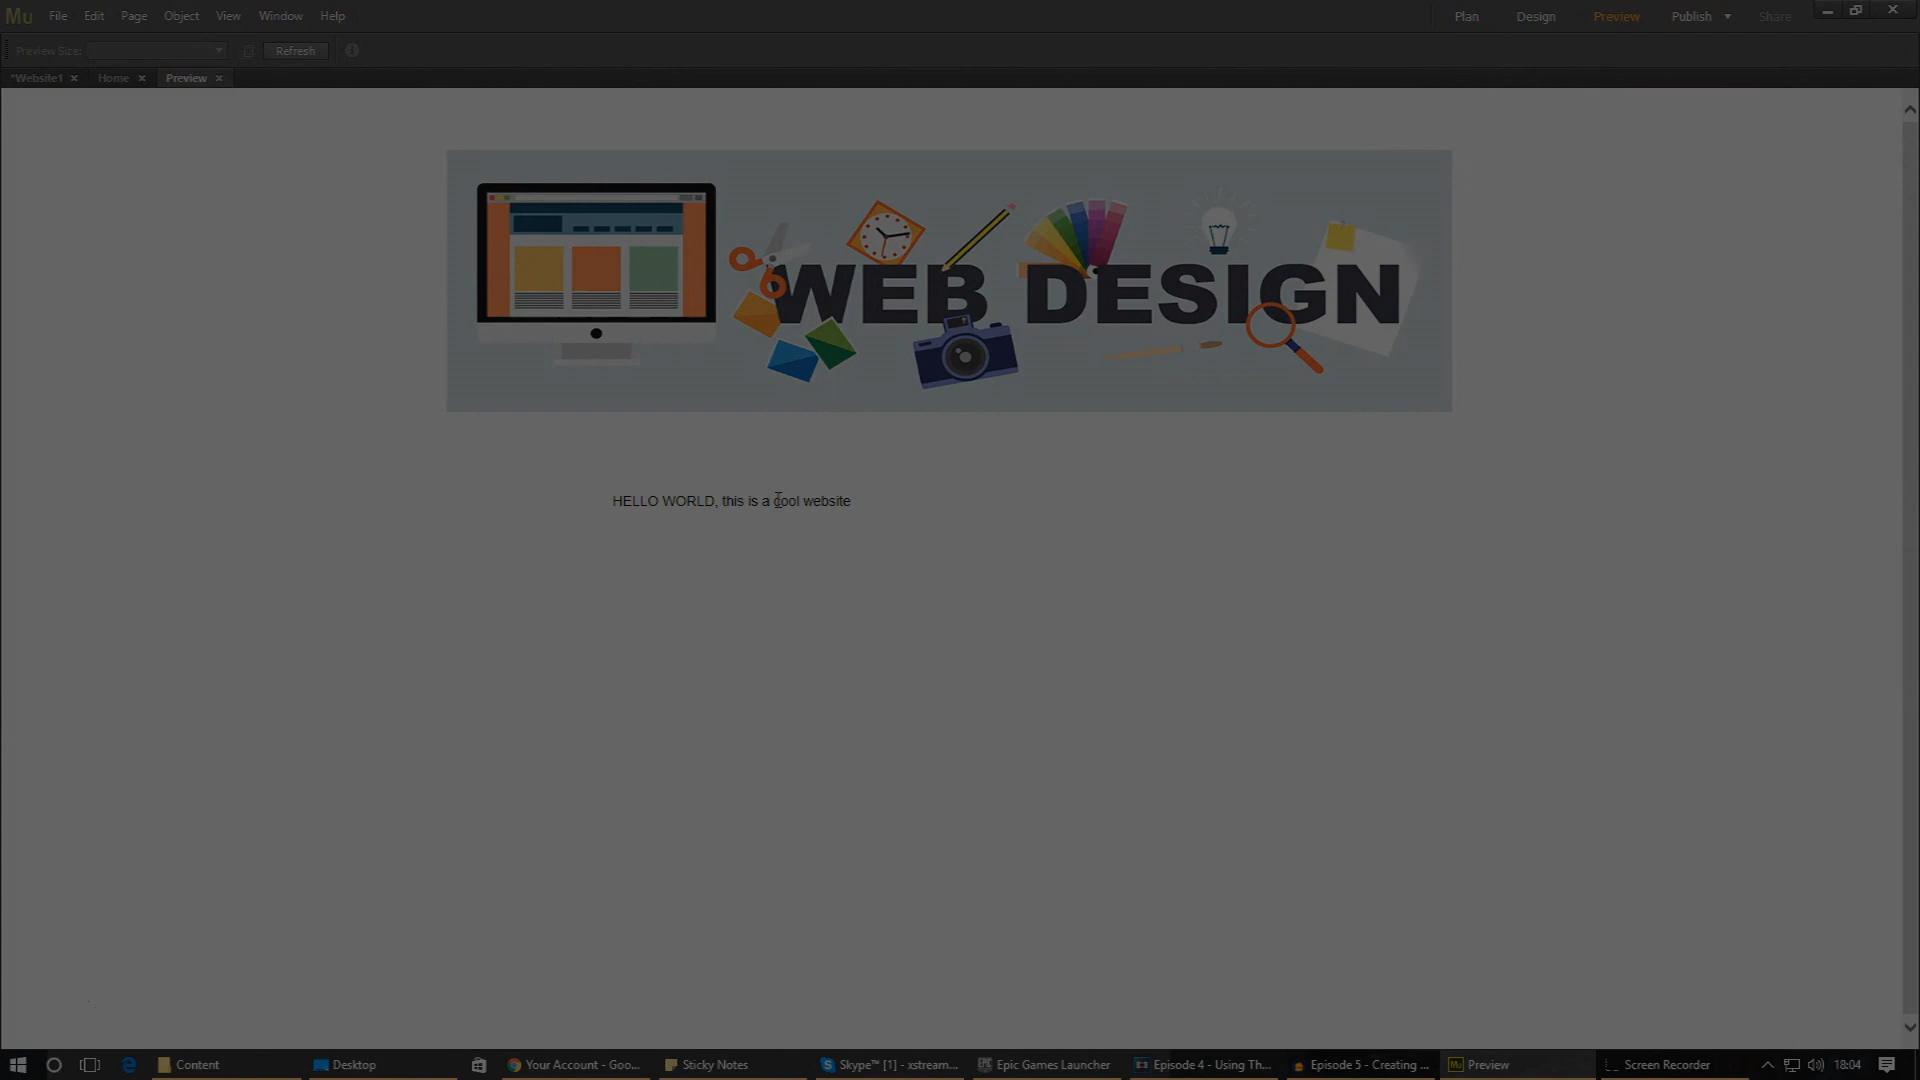 Mu File Edit Page Object View Window Help Plan Design Preview Publish Share
Preview Size: Refresh
*Website1 Home Preview
WEB DESIGN
HELLO WORLD, this is a cool website
Content Desktop Your Account - Goo... Sticky Notes Skype™ [1] - xstream... Epic Games Launcher Episode 4 - Using Th... Episode 5 - Creating ... Preview Screen Recorder 18:04